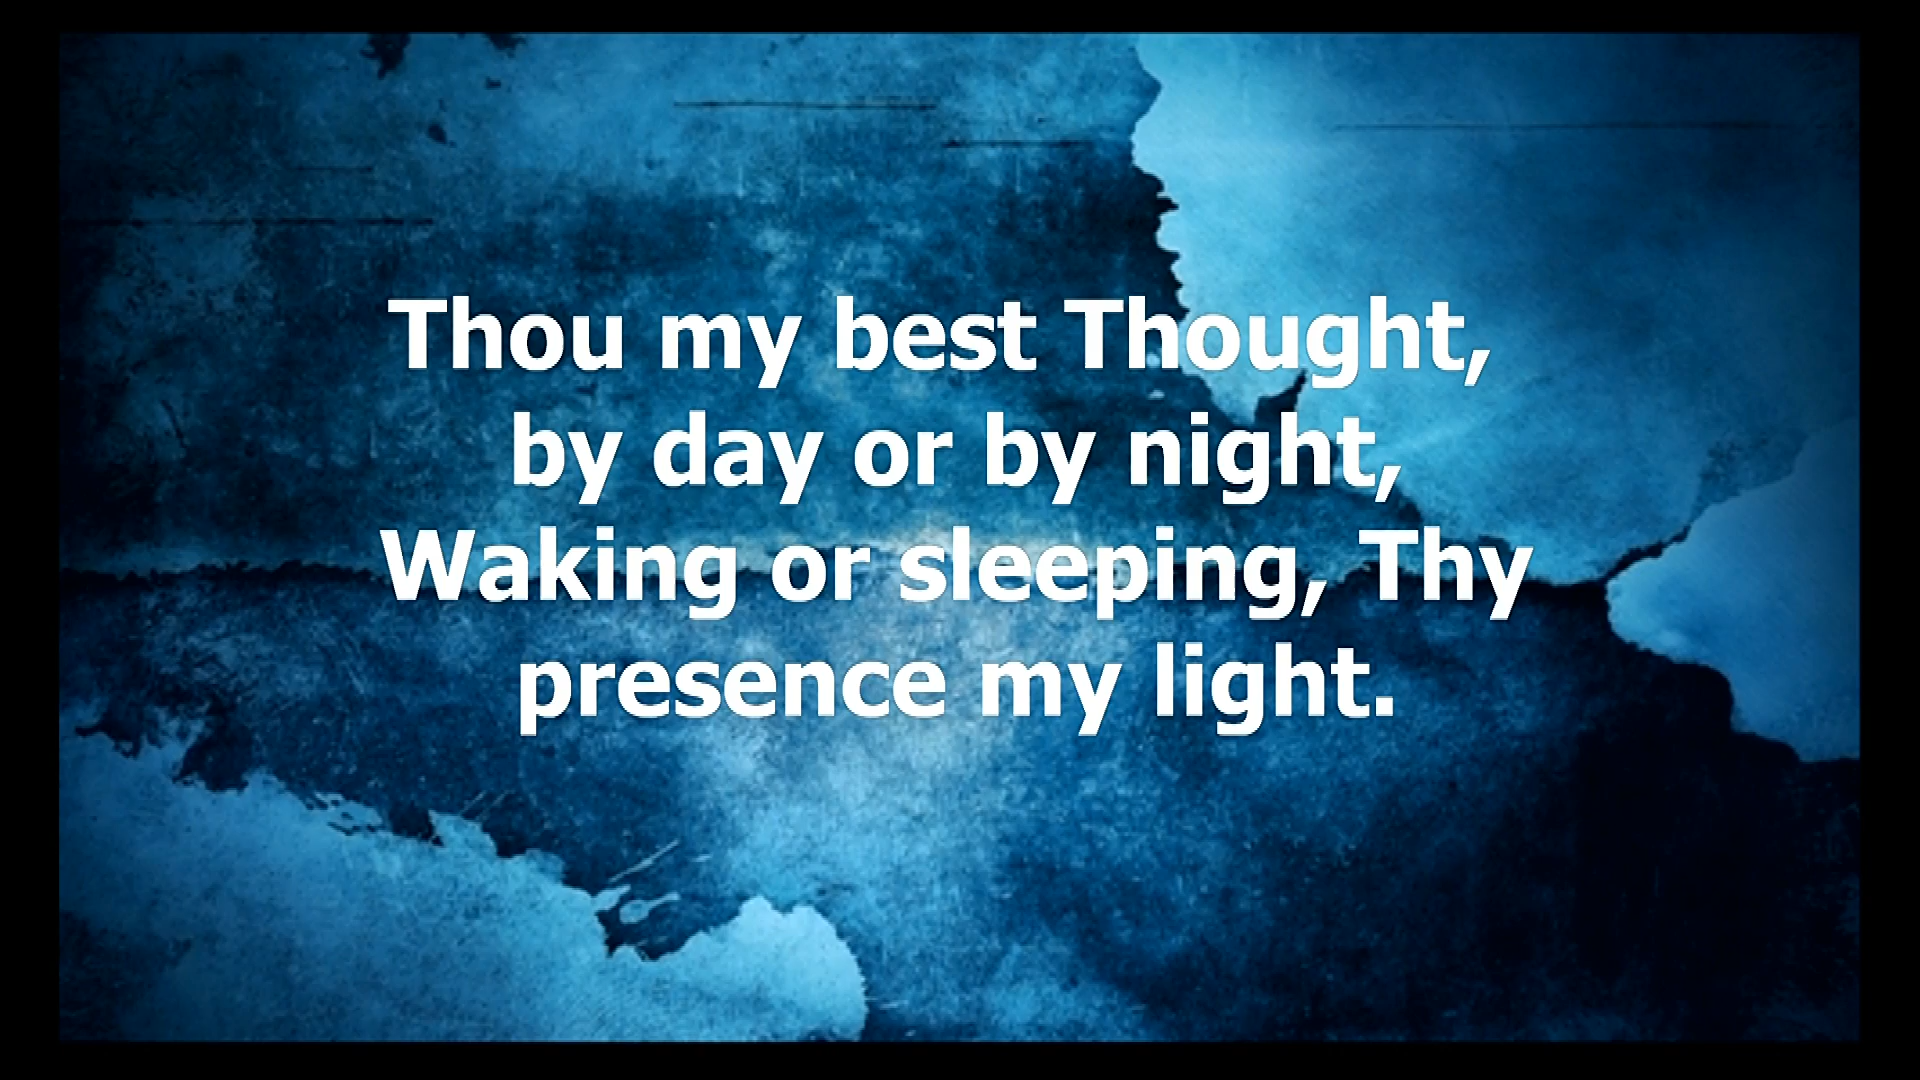 Thou my best Thought,
by day or by night,
Waking or sleeping, Thy
presence my light.